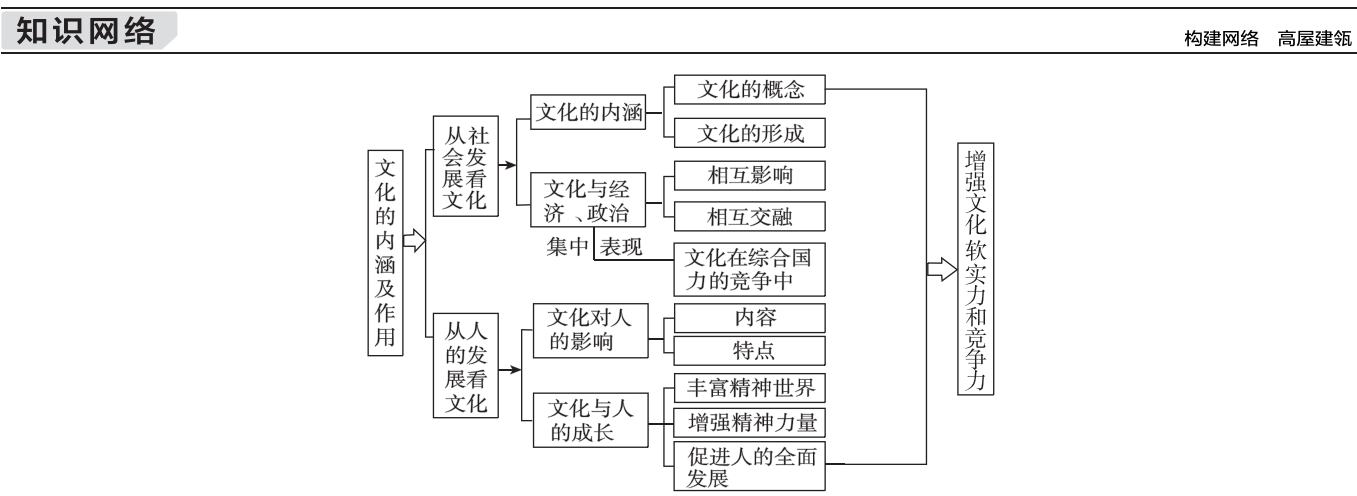 知识网络
构建网络 高屋建瓴
文化的内涵及作用
从社
会发
展看
文化
文化的内涵
文化的概念
文化的形成
文化与经
济、政治
相互影响
相互交融
集中表现
文化在综合国
力的竞争中
从人
的发
展看
文化
文化对人
的影响
内容
特点
文化与人
的成长
丰富精神世界
增强精神力量
促进人的全面
发展
增强文化软实力和竞争力